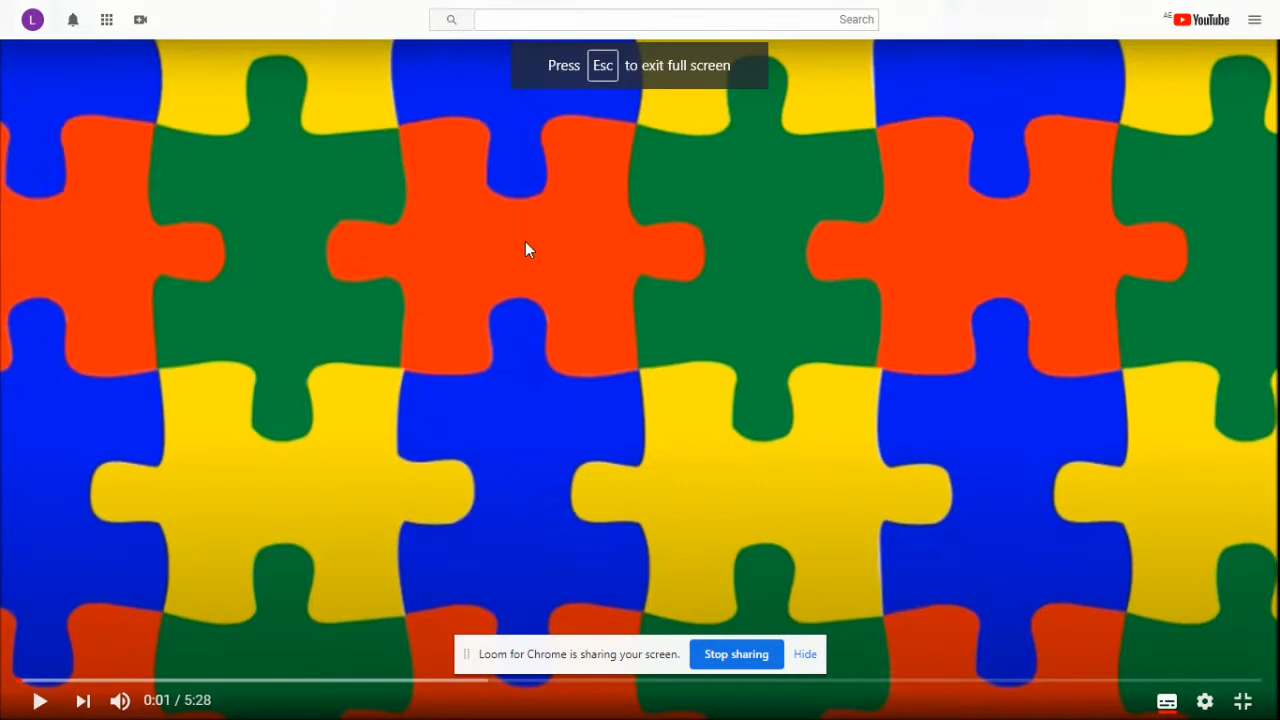 L
Search
AE YouTube
Press Esc to exit full screen
Loom for Chrome is sharing your screen. Stop sharing Hide
0:01 / 5:28